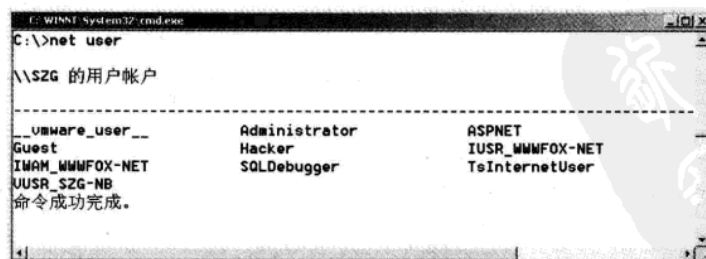 C:\WINNT\System32\cmd.exe
C:\>net user
\\SZG 的用户帐户
-------------------------------------------------------------------------------
__vmware_user__ Administrator ASPNET
Guest Hacker IUSR_WWWFOX-NET
IWAM_WWWFOX-NET SQLDebugger TsInternetUser
VUSR_SZG-NB
命令成功完成。